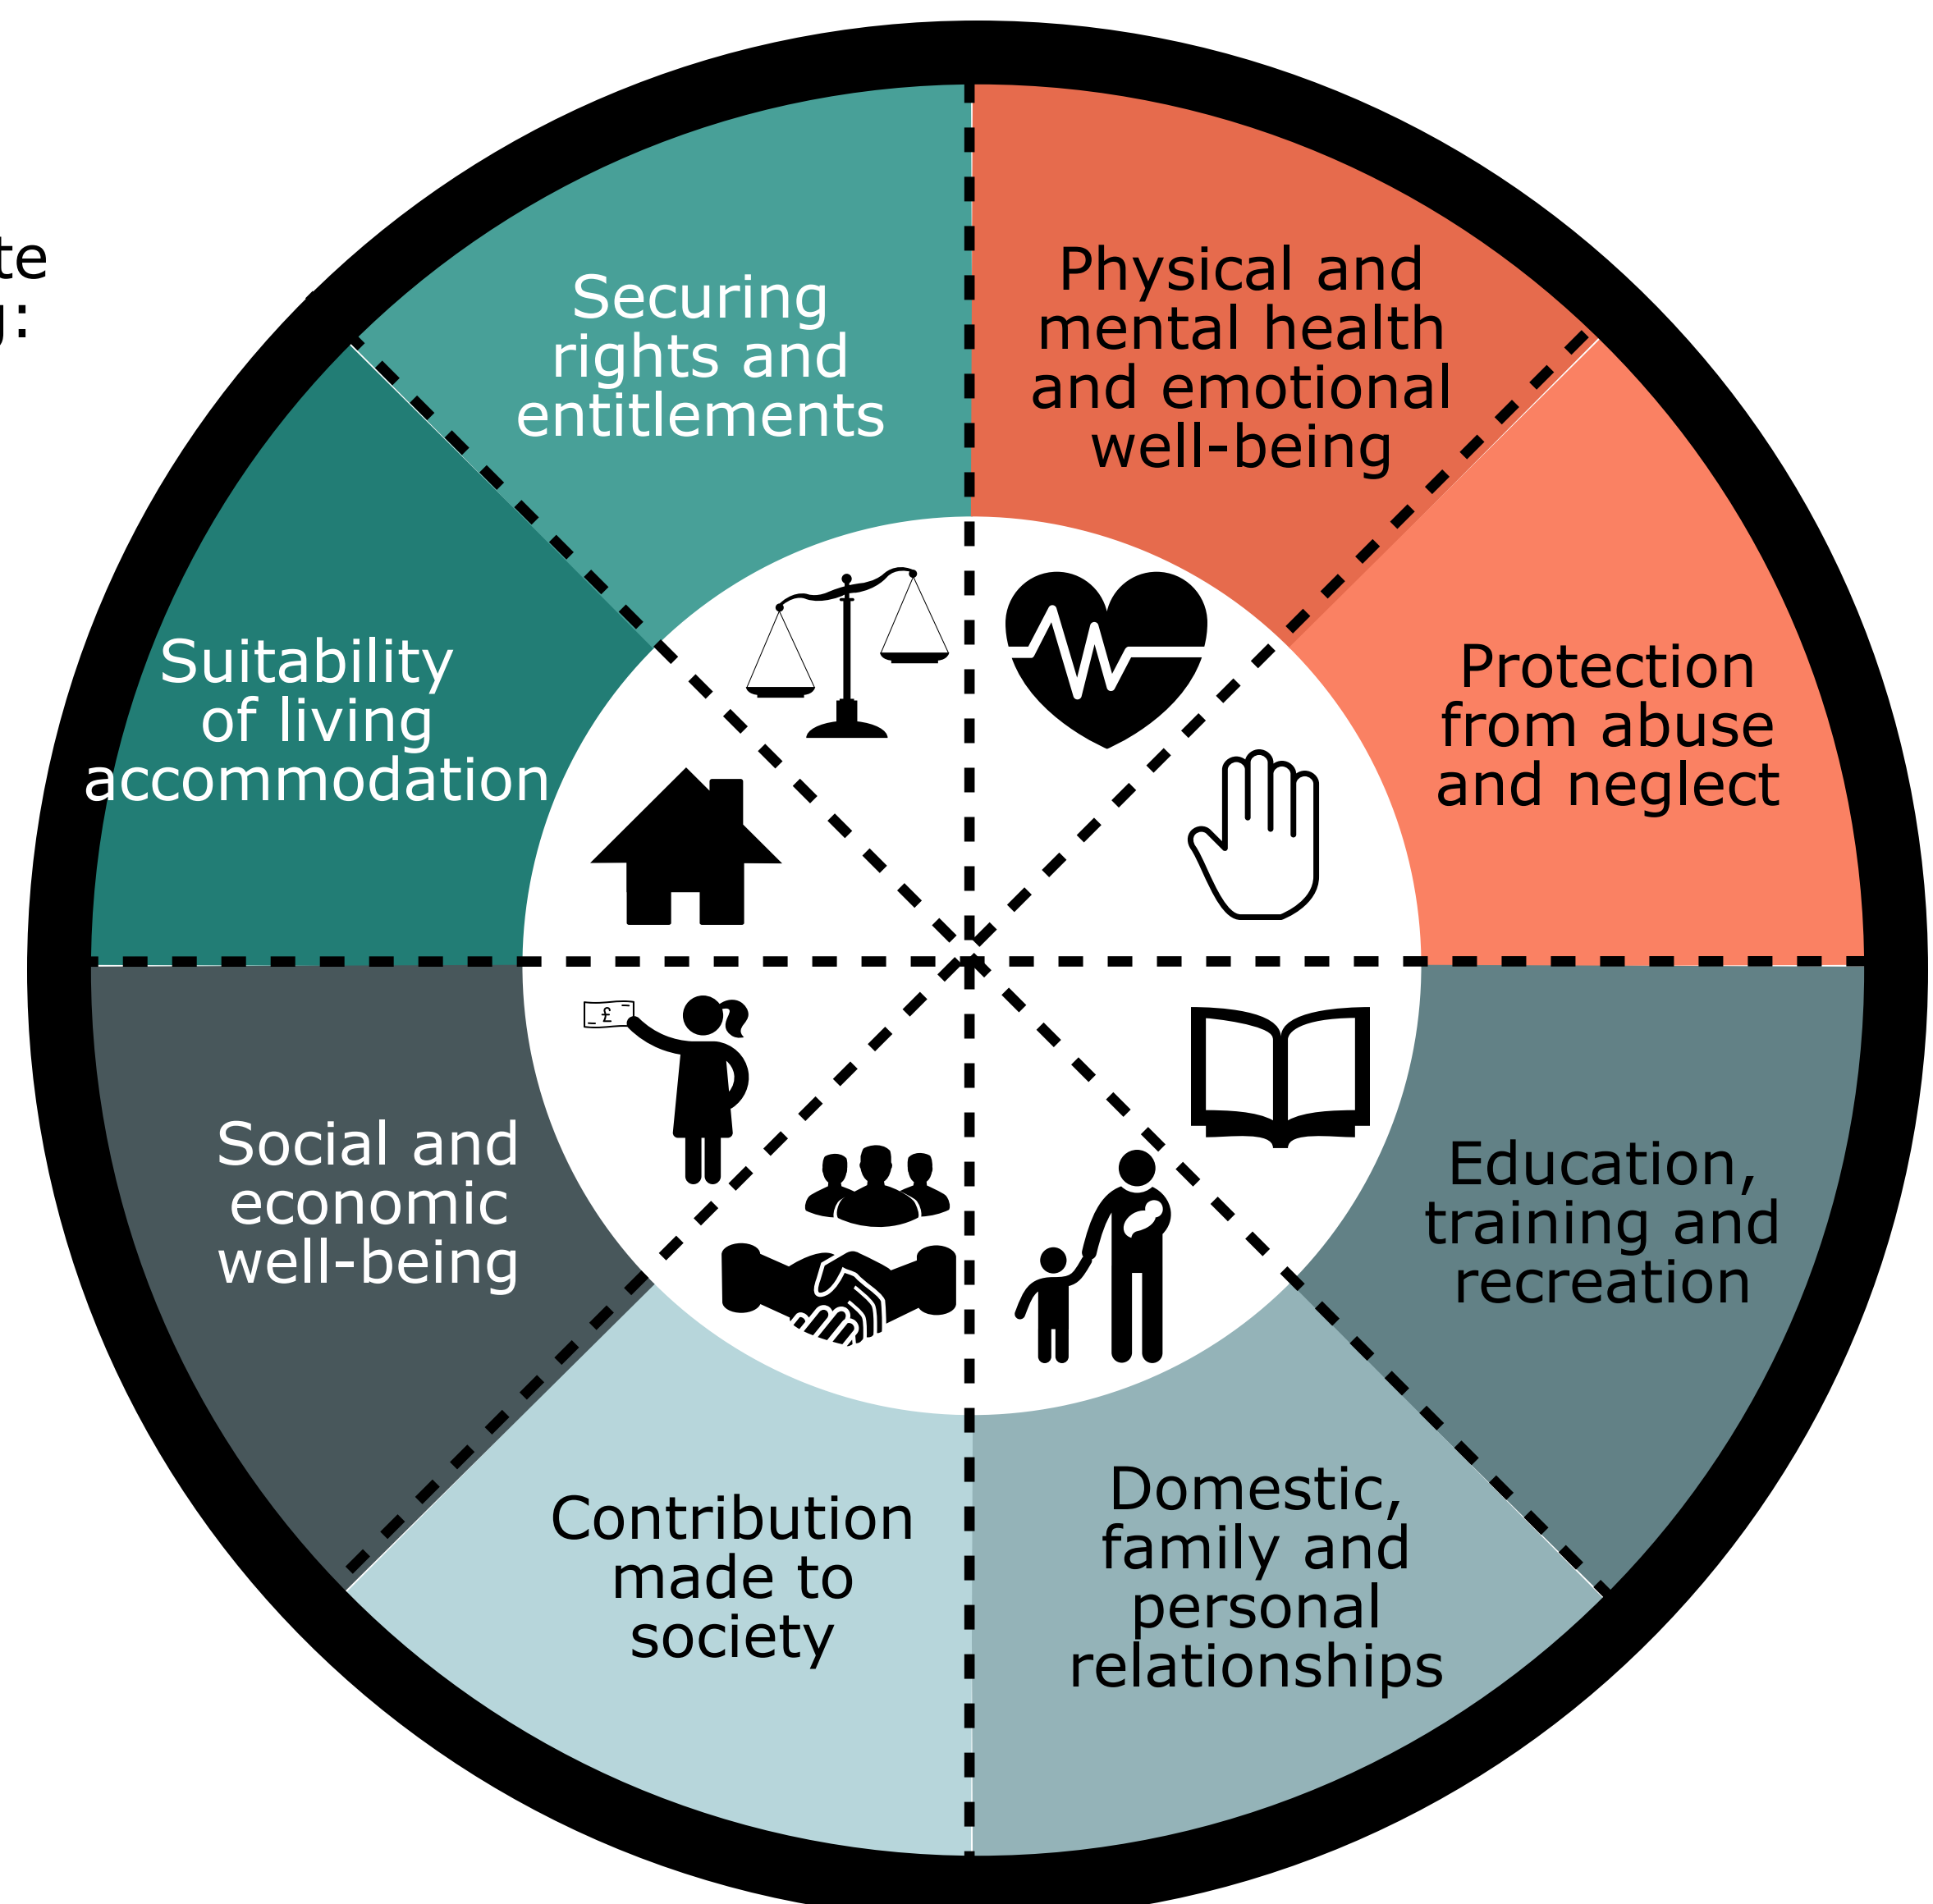 te
g:
Securing
rights and
entitlements
Physical and
mental health
and emotional
well-being
Protection
from abuse
and neglect
Education,
training and
recreation
Domestic,
family and
personal
relationships
Contribution
made to
society
Social and
economic
well-being
£
Suitability
of living
accommodation